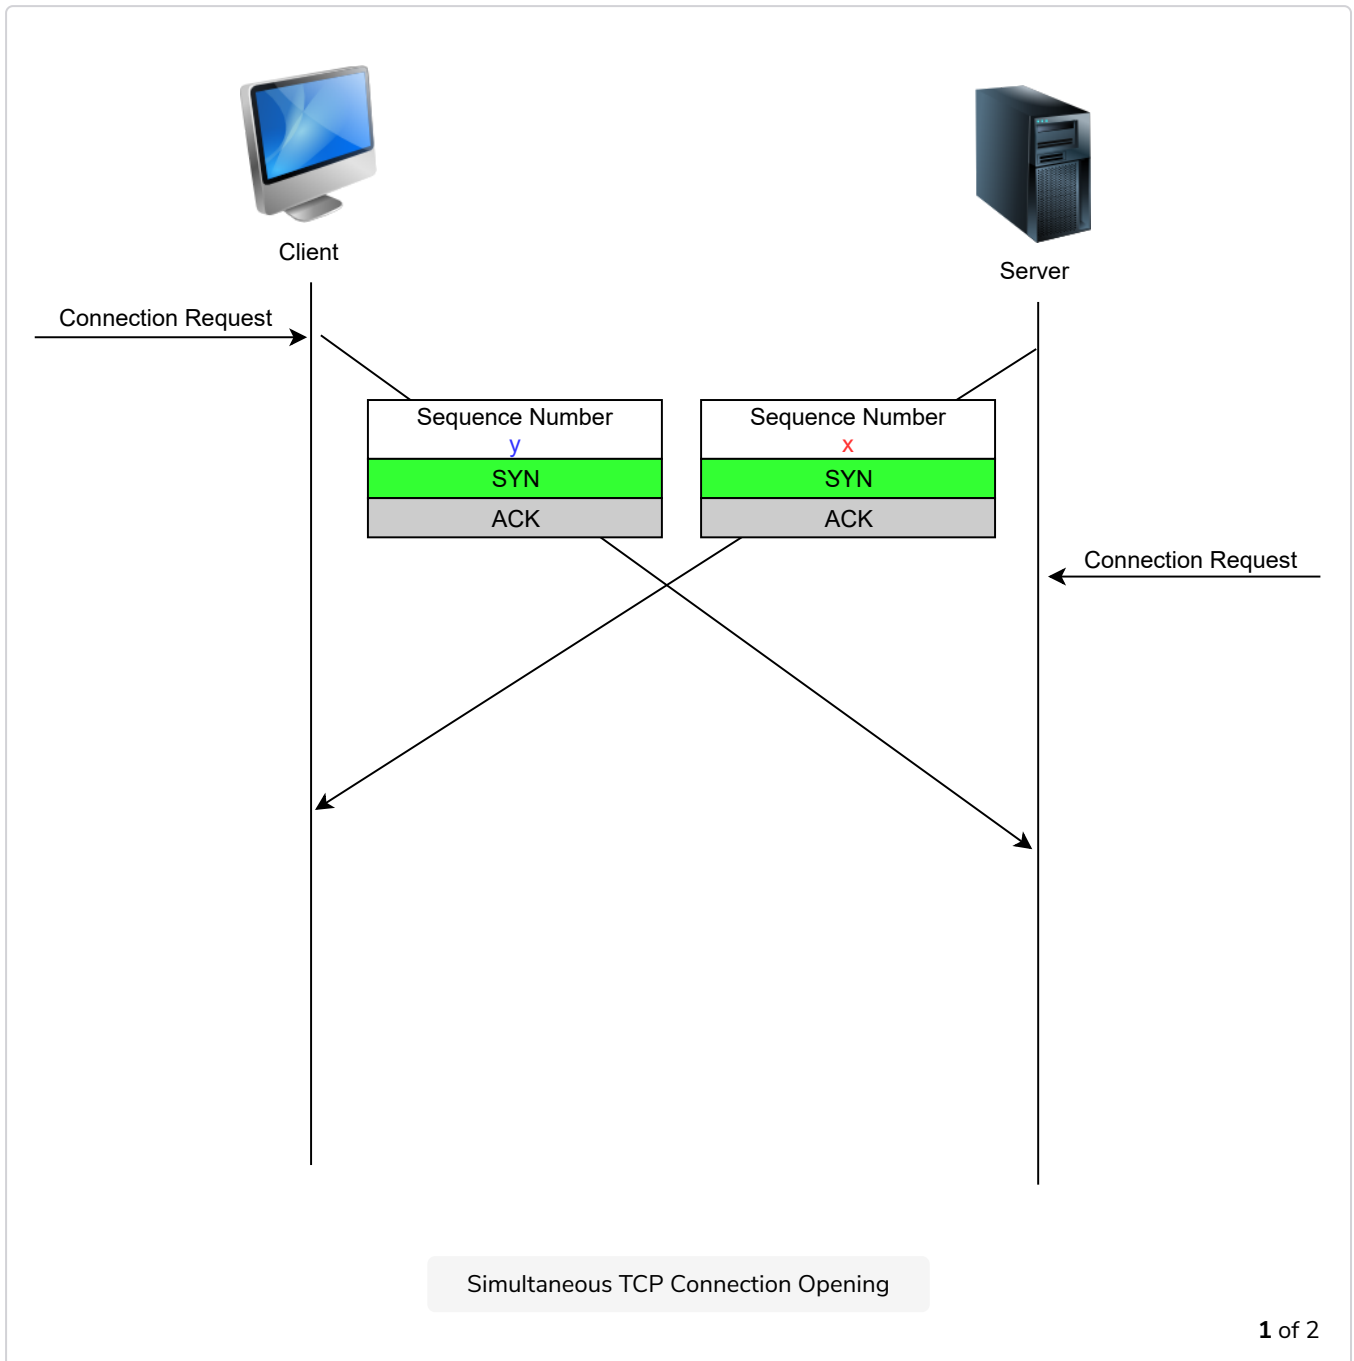 Client
Server
Connection Request
Sequence Number
y
SYN
ACK
Sequence Number
x
SYN
ACK
Connection Request
Simultaneous TCP Connection Opening
1 of 2